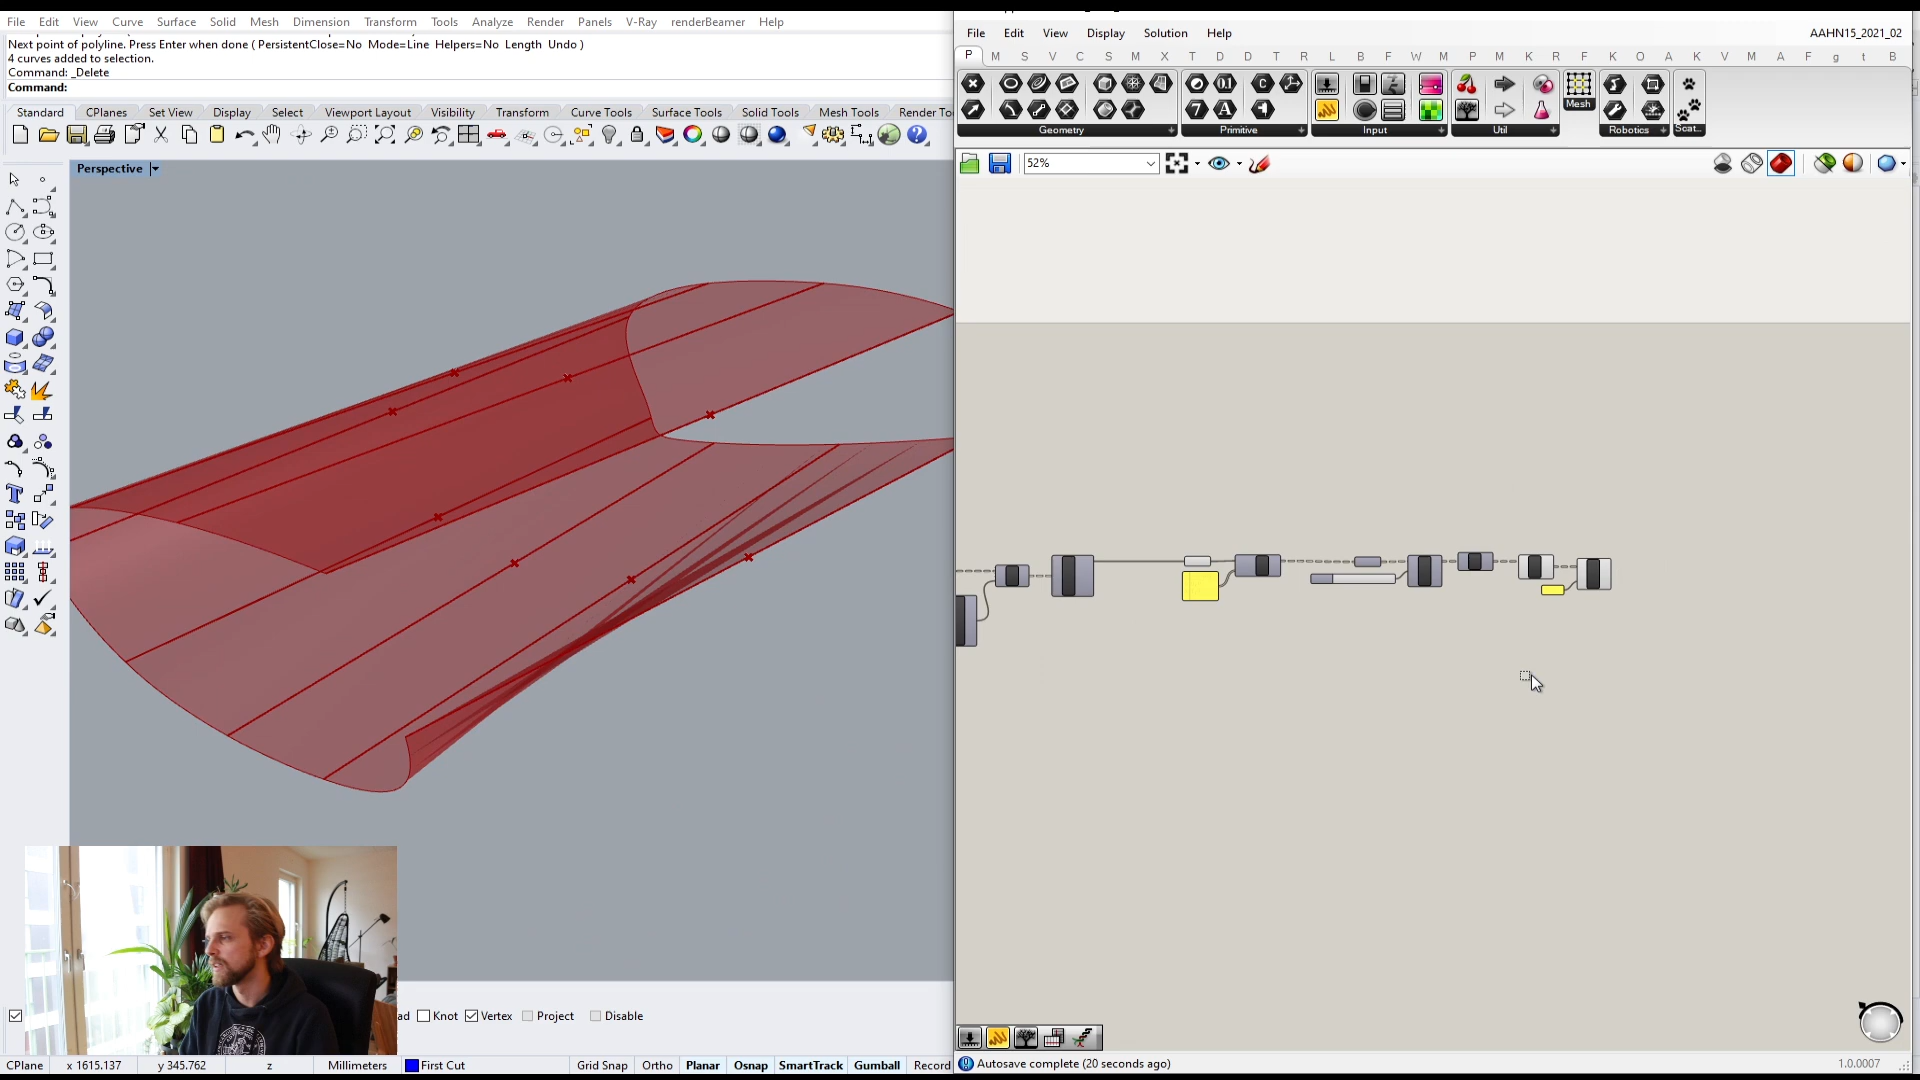 File Edit View Curve Surface Solid Mesh Dimension Transform Tools Analyze Render Panels V-Ray renderBeamer Help
Next point of polyline. Press Enter when done ( PersistentClose=No Mode=Line Helpers=No Length Undo )
4 curves added to selection.
Command: _Delete
Command:
Standard CPlanes Set View Display Select Viewport Layout Visibility Transform Curve Tools Surface Tools Solid Tools Mesh Tools Render To
Perspective
File Edit View Display Solution Help
AAHN15_2021_02
P M S V C S M X T D D T R L B F W M P M S R K R F K O A K V M A F g t B
Geometry Primitive Input Util Mesh Robotics Scat...
52%
Knot Vertex Project Disable
CPlane x 1615.137 y 345.762 z Millimeters First Cut Grid Snap Ortho Planar Osnap SmartTrack Gumball Record
Autosave complete (20 seconds ago)
1.0.0007